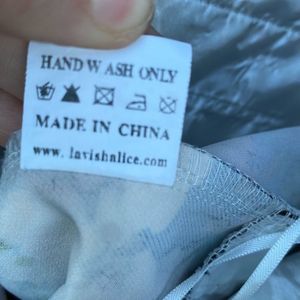 HAND WASH ONLY
MADE IN CHINA
www. lavishalice.com